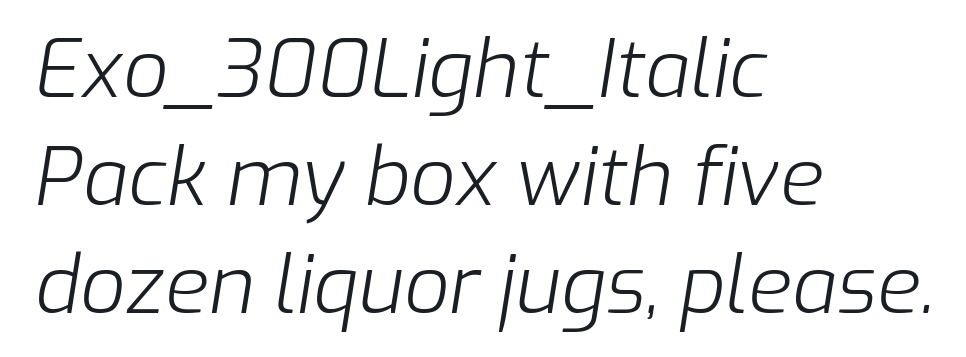 Exo_300Light_Italic
Pack my box with five
dozen liquor jugs, please.